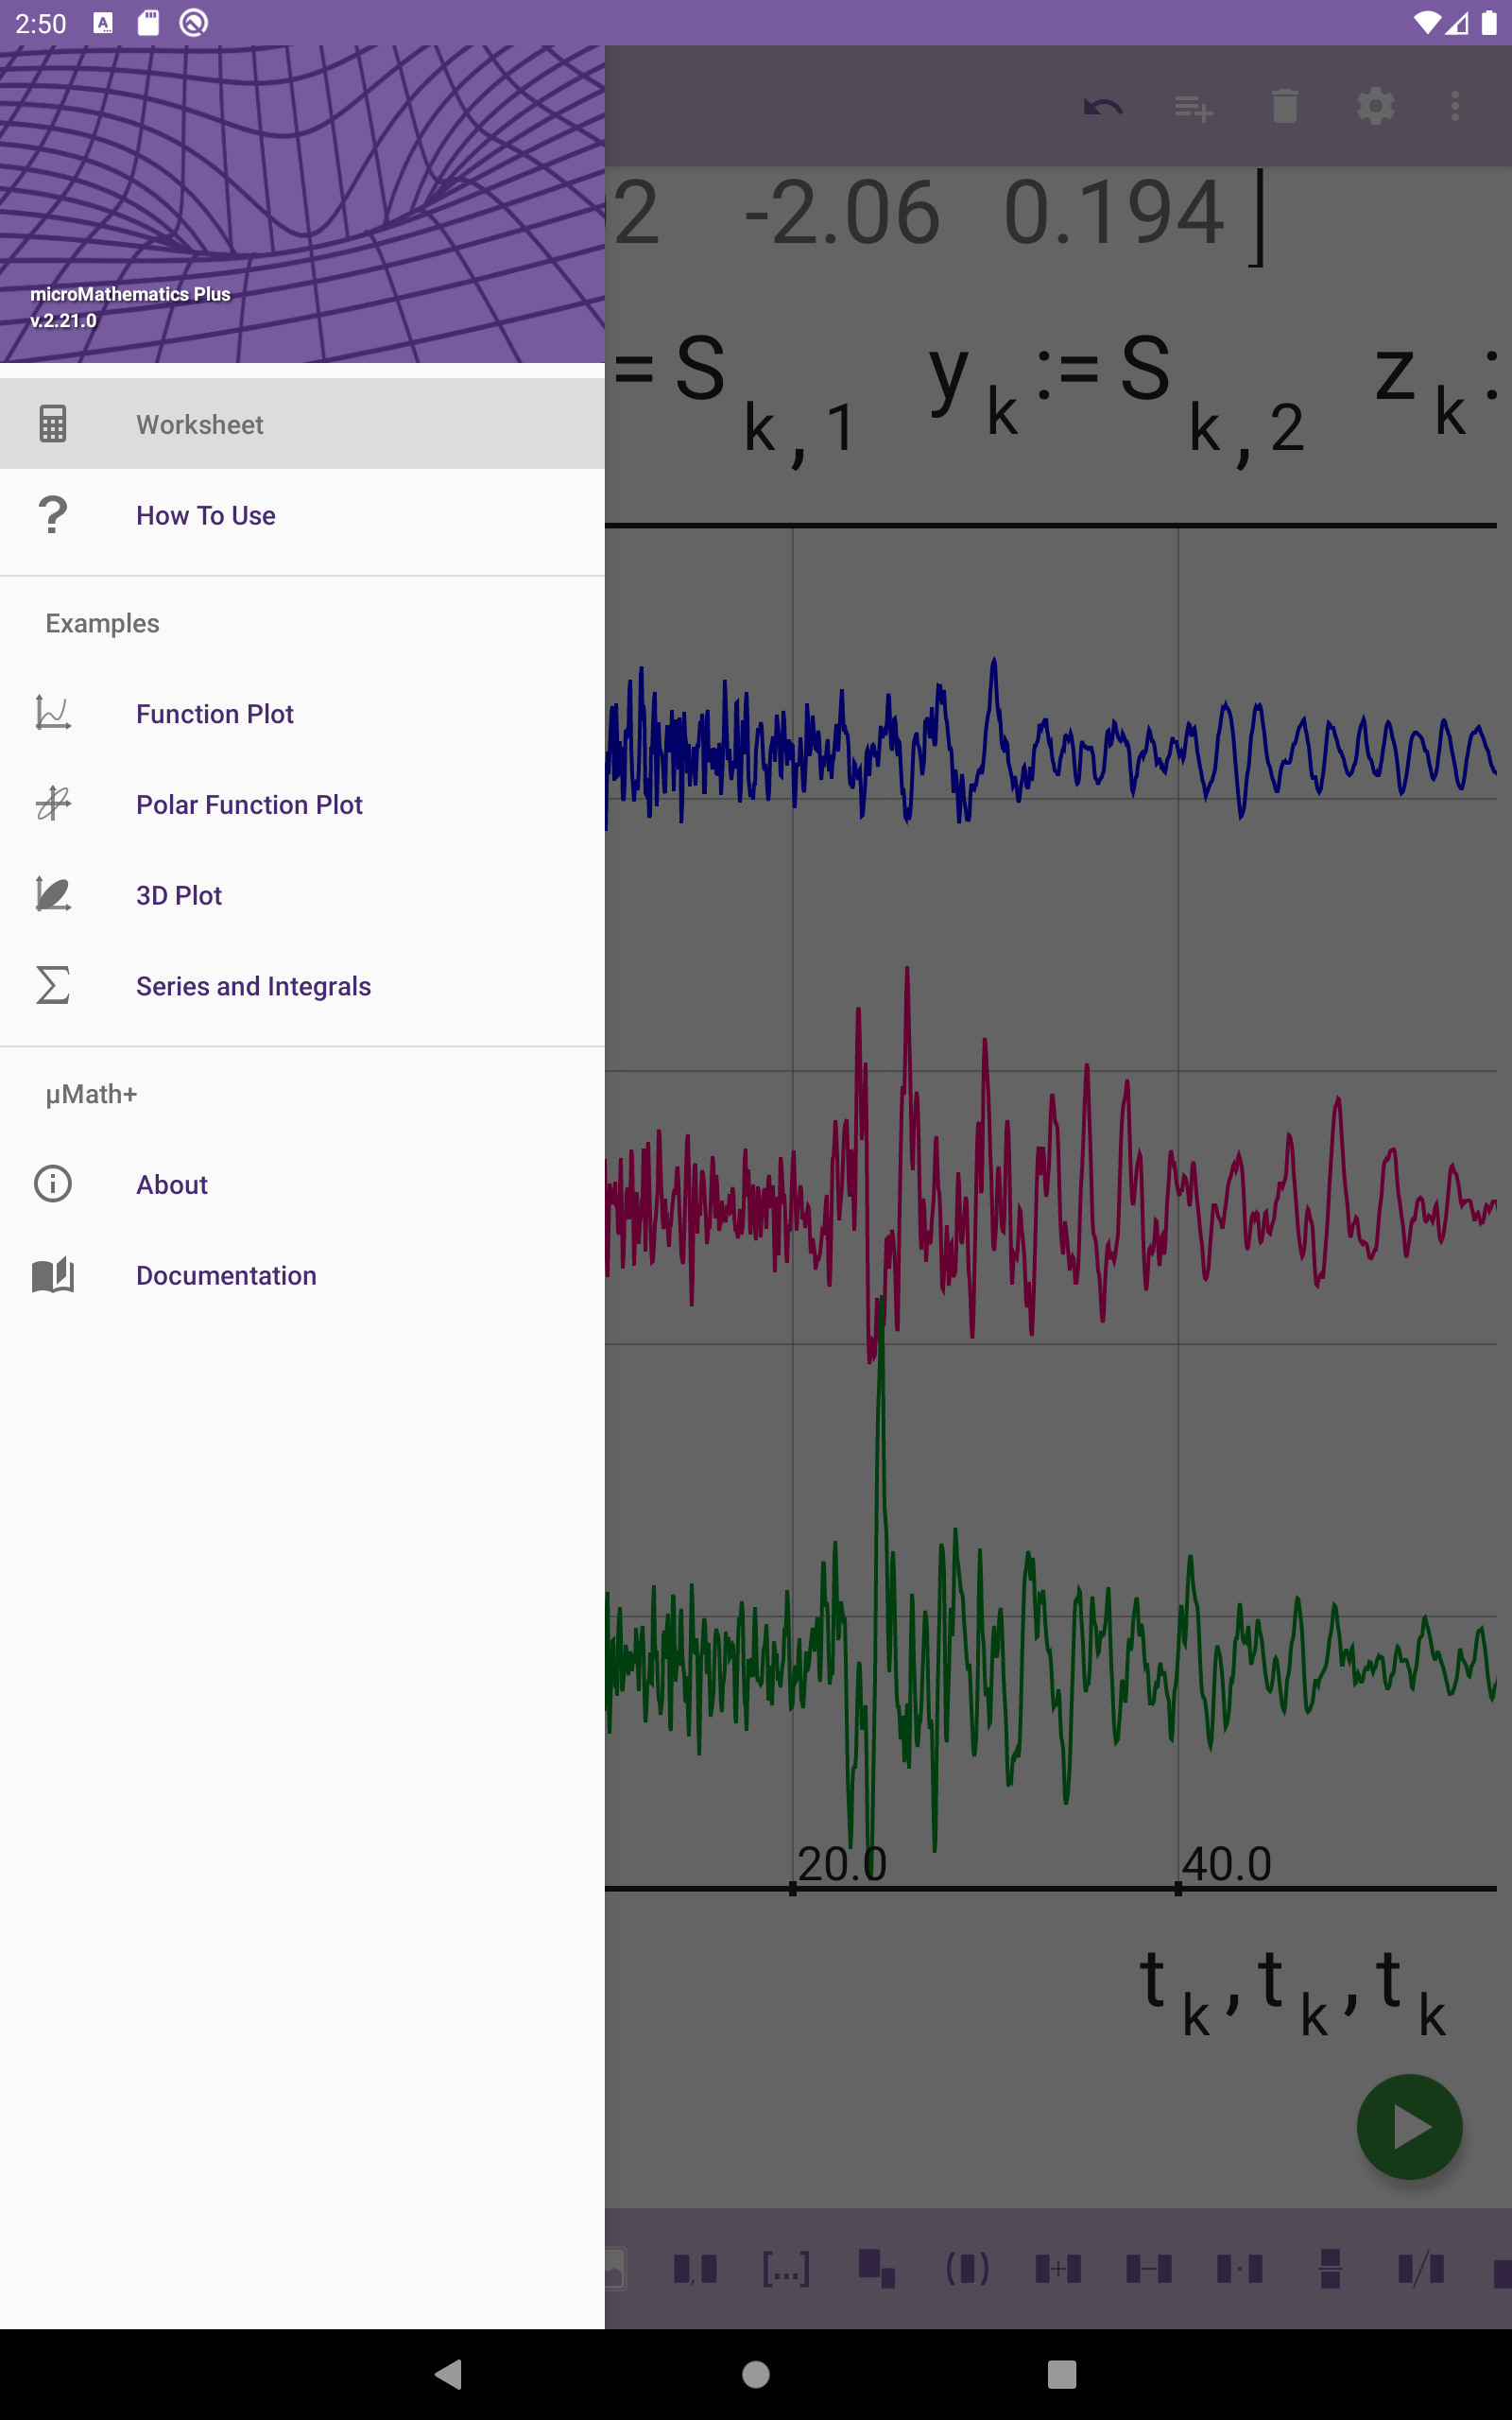 2:50
microMathematics Plus
v.2.21.0
Worksheet
How To Use
Examples
Function Plot
Polar Function Plot
3D Plot
Series and Integrals
µMath+
About
Documentation
2 -2.06 0.194 ]
= S k , 1 y k := S k , 2 z k :
20.0 40.0
t k , t k , t k
[...]